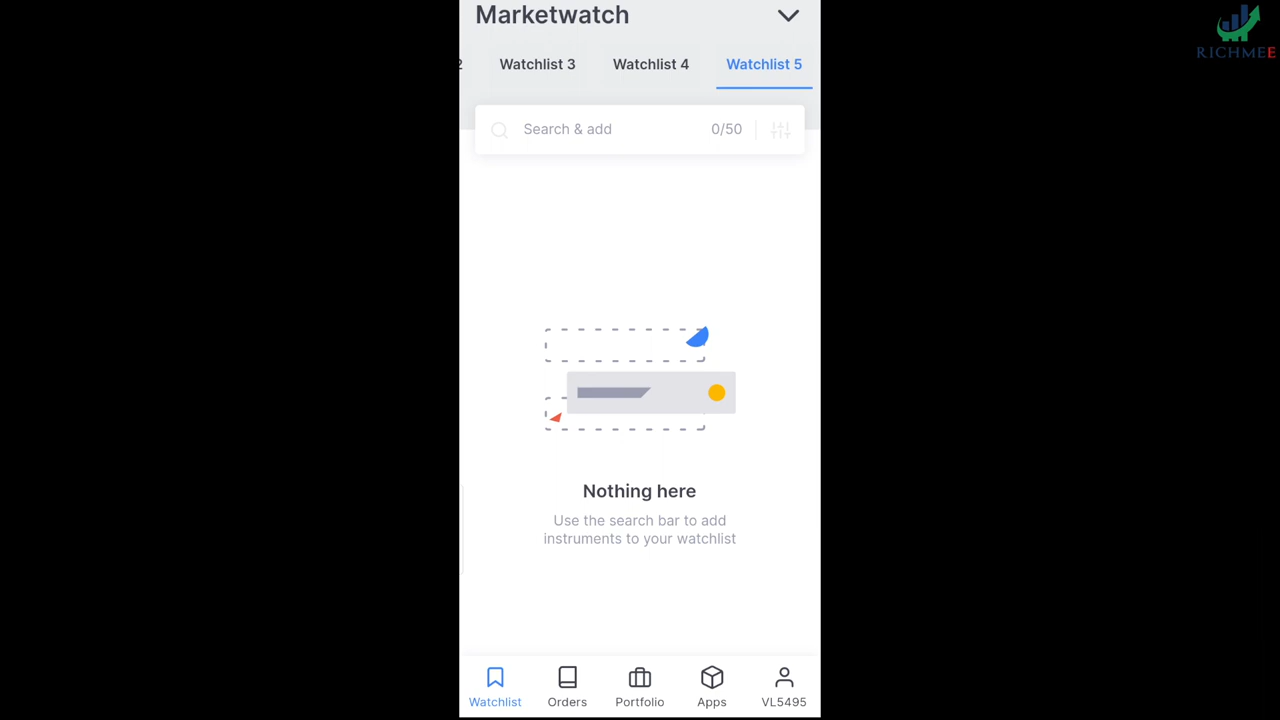 Marketwatch
2 Watchlist 3 Watchlist 4 Watchlist 5
Search & add 0/50
Nothing here
Use the search bar to add
instruments to your watchlist
Watchlist Orders Portfolio Apps VL5495
RICHMEE